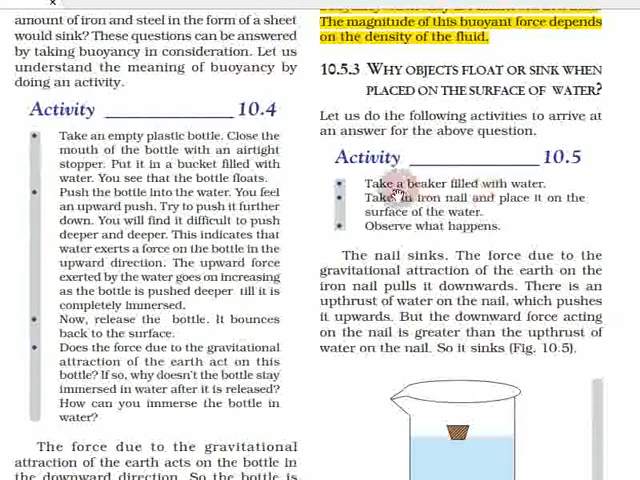 amount of iron and steel in the form of a sheet
would sink? These questions can be answered
by taking buoyancy in consideration. Let us
understand the meaning of buoyancy by
doing an activity.
Activity ______________ 10.4
• Take an empty plastic bottle. Close the
mouth of the bottle with an airtight
stopper. Put it in a bucket filled with
water. You see that the bottle floats.
• Push the bottle into the water. You feel
an upward push. Try to push it further
down. You will find it difficult to push
deeper and deeper. This indicates that
water exerts a force on the bottle in the
upward direction. The upward force
exerted by the water goes on increasing
as the bottle is pushed deeper till it is
completely immersed.
• Now, release the bottle. It bounces
back to the surface.
• Does the force due to the gravitational
attraction of the earth act on this
bottle? If so, why doesn't the bottle stay
immersed in water after it is released?
How can you immerse the bottle in
water?
The force due to the gravitational
attraction of the earth acts on the bottle in
the downward direction. So the bottle is
The magnitude of this buoyant force depends
on the density of the fluid.
10.5.3 WHY OBJECTS FLOAT OR SINK WHEN
PLACED ON THE SURFACE OF WATER?
Let us do the following activities to arrive at
an answer for the above question.
Activity ______________ 10.5
• Take a beaker filled with water.
• Take an iron nail and place it on the
surface of the water.
• Observe what happens.
The nail sinks. The force due to the
gravitational attraction of the earth on the
iron nail pulls it downwards. There is an
upthrust of water on the nail, which pushes
it upwards. But the downward force acting
on the nail is greater than the upthrust of
water on the nail. So it sinks (Fig. 10.5).